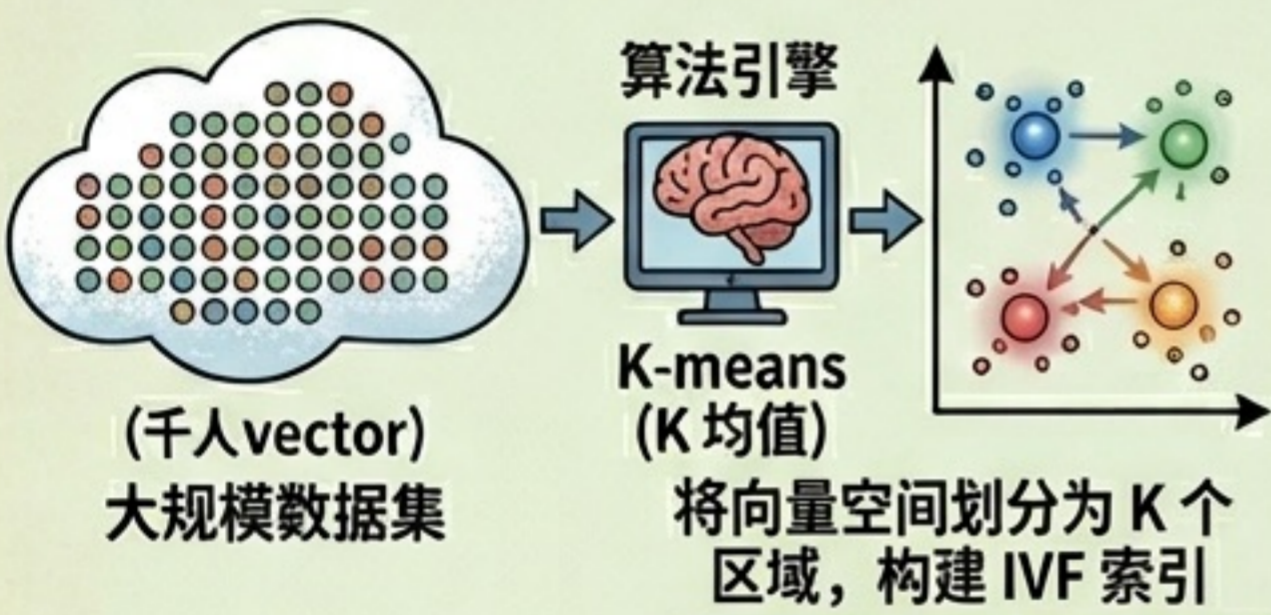 算法引擎
(千人vector)
大规模数据集
K-means
(K 均值)
将向量空间划分为 K 个
区域，构建 IVF 索引